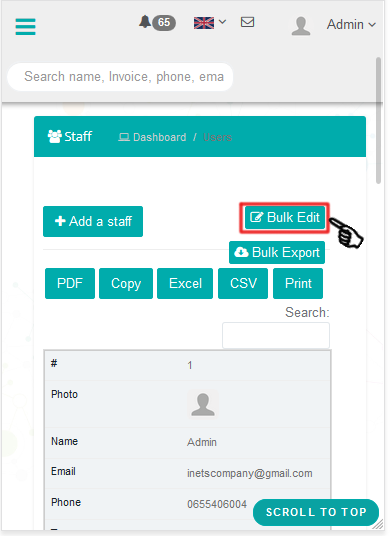 65
Admin
Search name, Invoice, phone, ema
Staff
Dashboard / Users
+ Add a staff
Bulk Edit
Bulk Export
PDF Copy Excel CSV Print
Search:
# 1
Photo
Name Admin
Email inetscompany@gmail.com
Phone 0655406004
SCROLL TO TOP